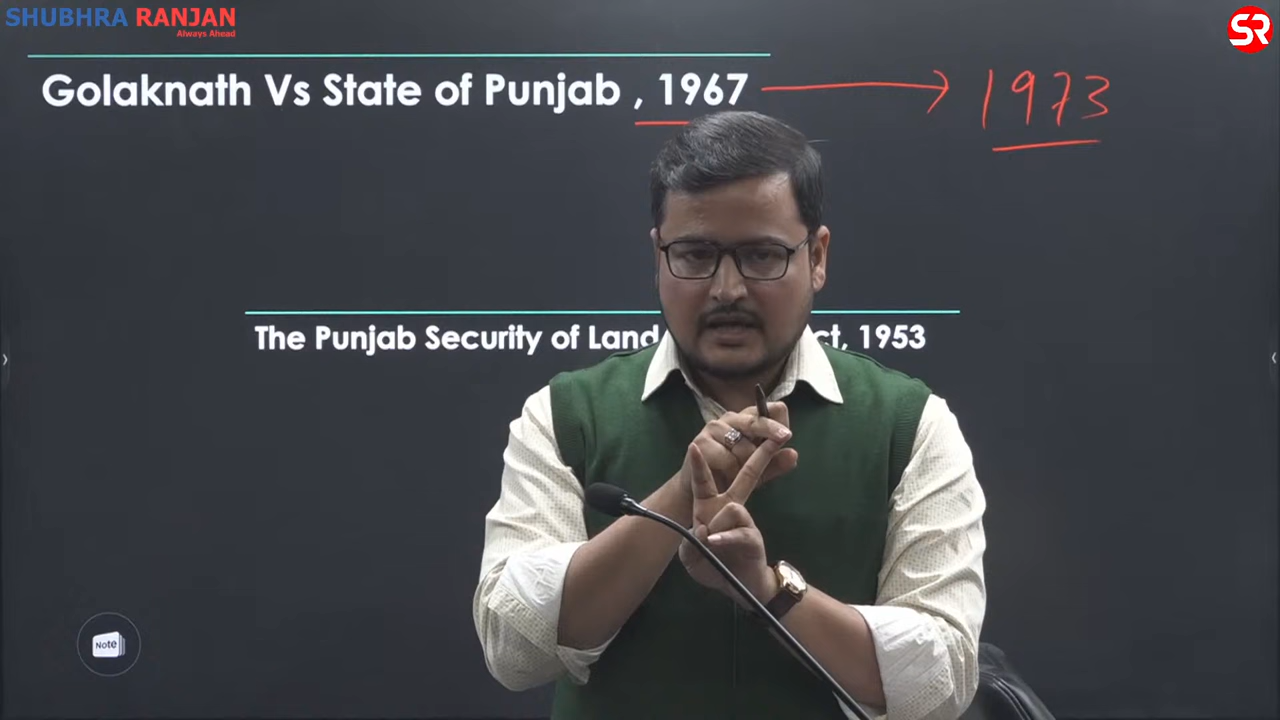 SHUBHRA RANJAN
Always Ahead
SR
Golaknath Vs State of Punjab , 1967
1973
The Punjab Security of Land ct, 1953
Note